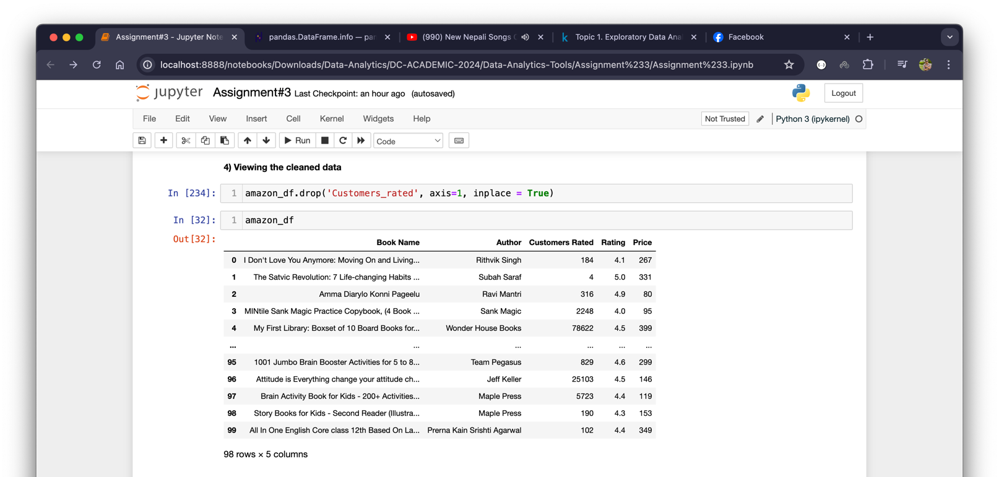 Assignment#3 - Jupyter Note
pandas.DataFrame.info — par
(990) New Nepali Songs
Topic 1. Exploratory Data Ana
Facebook
localhost:8888/notebooks/Downloads/Data-Analytics/DC-ACADEMIC-2024/Data-Analytics-Tools/Assignment%233/Assignment%233.ipynb
jupyter Assignment#3 Last Checkpoint: an hour ago (autosaved)
Logout
File Edit View Insert Cell Kernel Widgets Help
Not Trusted
Python 3 (ipykernel)
Run
Code
4) Viewing the cleaned data
In [234]: 1 amazon_df.drop('Customers_rated', axis=1, inplace = True)
In [32]: 1 amazon_df
Out[32]:
Book Name Author Customers Rated Rating Price
0 I Don't Love You Anymore: Moving On and Living... Rithvik Singh 184 4.1 267
1 The Satvic Revolution: 7 Life-changing Habits ... Subah Saraf 4 5.0 331
2 Amma Diarylo Konni Pageelu Ravi Mantri 316 4.9 80
3 MINtile Sank Magic Practice Copybook, (4 Book ... Sank Magic 2248 4.0 95
4 My First Library: Boxset of 10 Board Books for... Wonder House Books 78622 4.5 399
... ... ... ... ... ...
95 1001 Jumbo Brain Booster Activities for 5 to 8... Team Pegasus 829 4.6 299
96 Attitude is Everything change your attitude ch... Jeff Keller 25103 4.5 146
97 Brain Activity Book for Kids - 200+ Activities... Maple Press 5723 4.4 119
98 Story Books for Kids - Second Reader (Illustra... Maple Press 190 4.3 153
99 All In One English Core class 12th Based On La... Prerna Kain Srishti Agarwal 102 4.4 349
98 rows × 5 columns